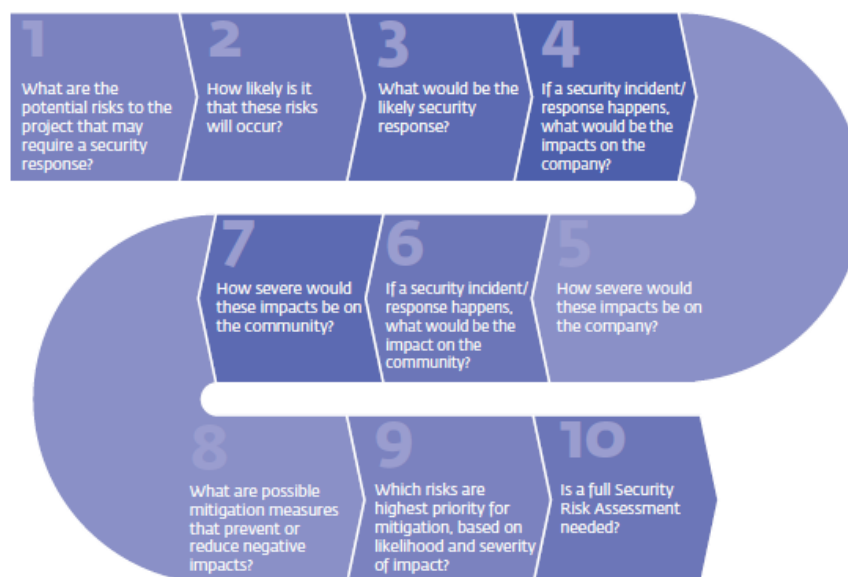 1
What are the
potential risks to the
project that may
require a security
response?
2
How likely is it
that these risks
will occur?
3
What would be the
likely security
response?
4
If a security incident/
response happens,
what would be the
impacts on the
company?
5
How severe would
these impacts be on
the company?
6
If a security incident/
response happens,
what would be the
impact on the
community?
7
How severe would
these impacts be on
the community?
8
What are possible
mitigation measures
that prevent or
reduce negative
impacts?
9
Which risks are
highest priority for
mitigation, based on
likelihood and severity
of impact?
10
Is a full Security
Risk Assessment
needed?